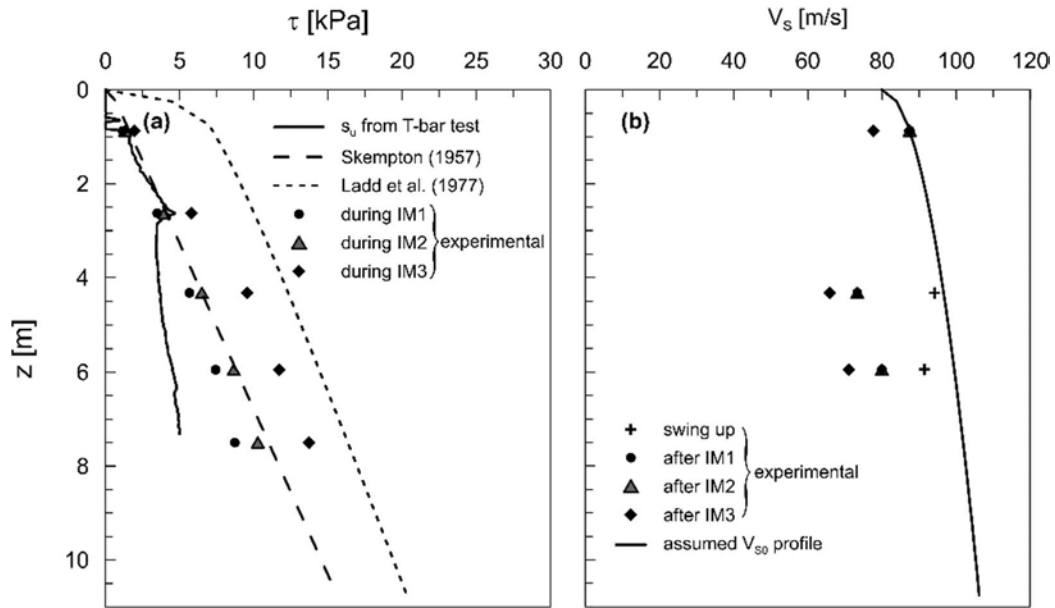 τ [kPa]
0 5 10 15 20 25 30
z [m]
0
2
4
6
8
10
(a)
s_u from T-bar test
Skempton (1957)
Ladd et al. (1977)
during IM1
during IM2
during IM3
experimental
V_S [m/s]
0 20 40 60 80 100 120
(b)
swing up
after IM1
after IM2
after IM3
experimental
assumed V_S0 profile